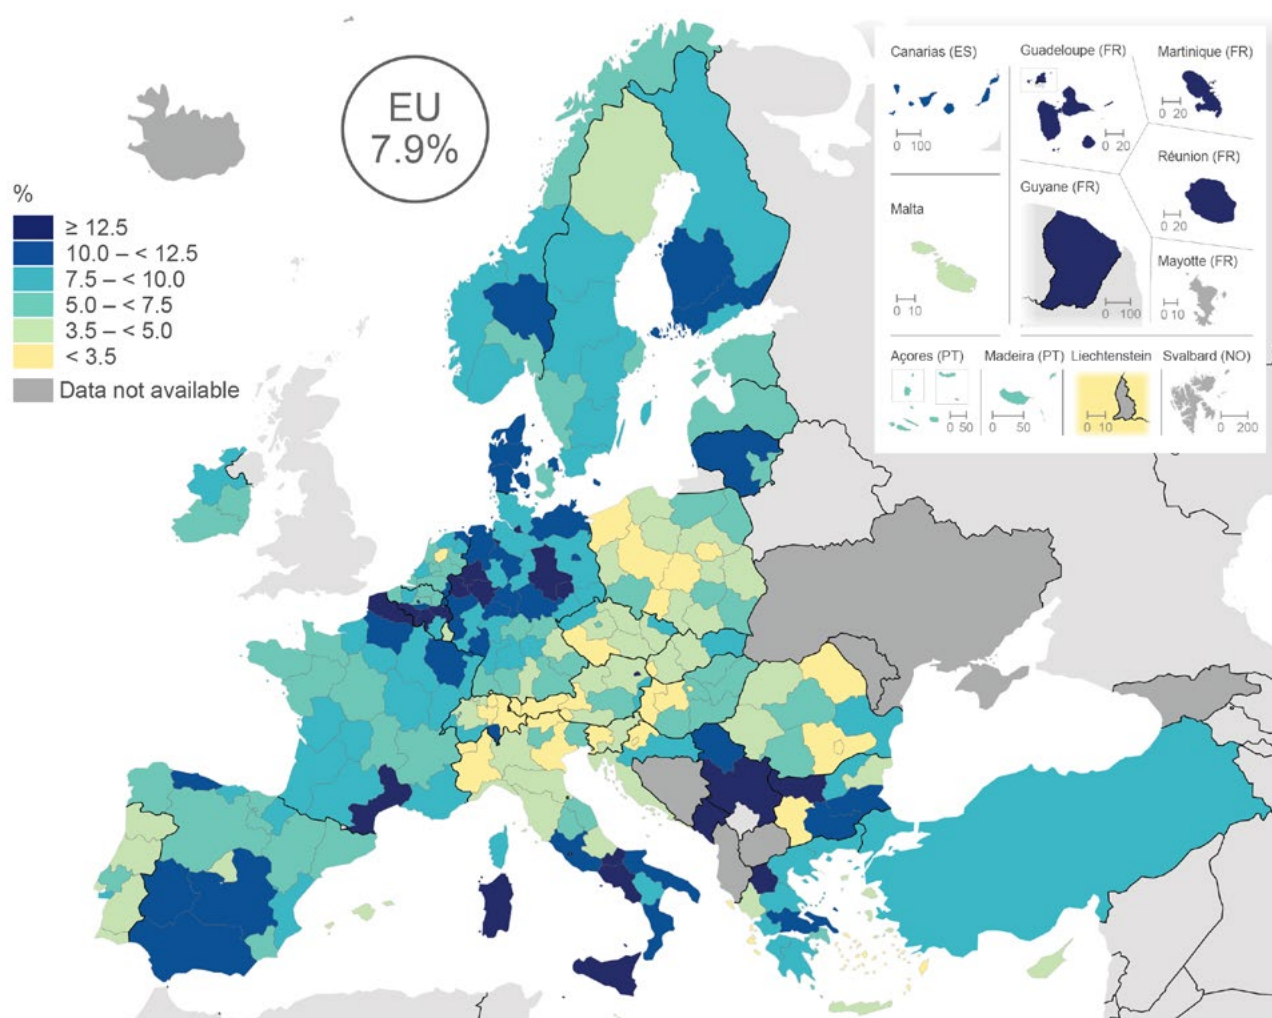 EU
7.9%
%
≥ 12.5
10.0 – < 12.5
7.5 – < 10.0
5.0 – < 7.5
3.5 – < 5.0
< 3.5
Data not available
Canarias (ES)
0 100
Guadeloupe (FR)
0 20
Martinique (FR)
0 20
Réunion (FR)
0 20
Guyane (FR)
0 100
Malta
0 10
Mayotte (FR)
0 10
Açores (PT)
0 50
Madeira (PT)
0 50
Liechtenstein
0 10
Svalbard (NO)
0 200